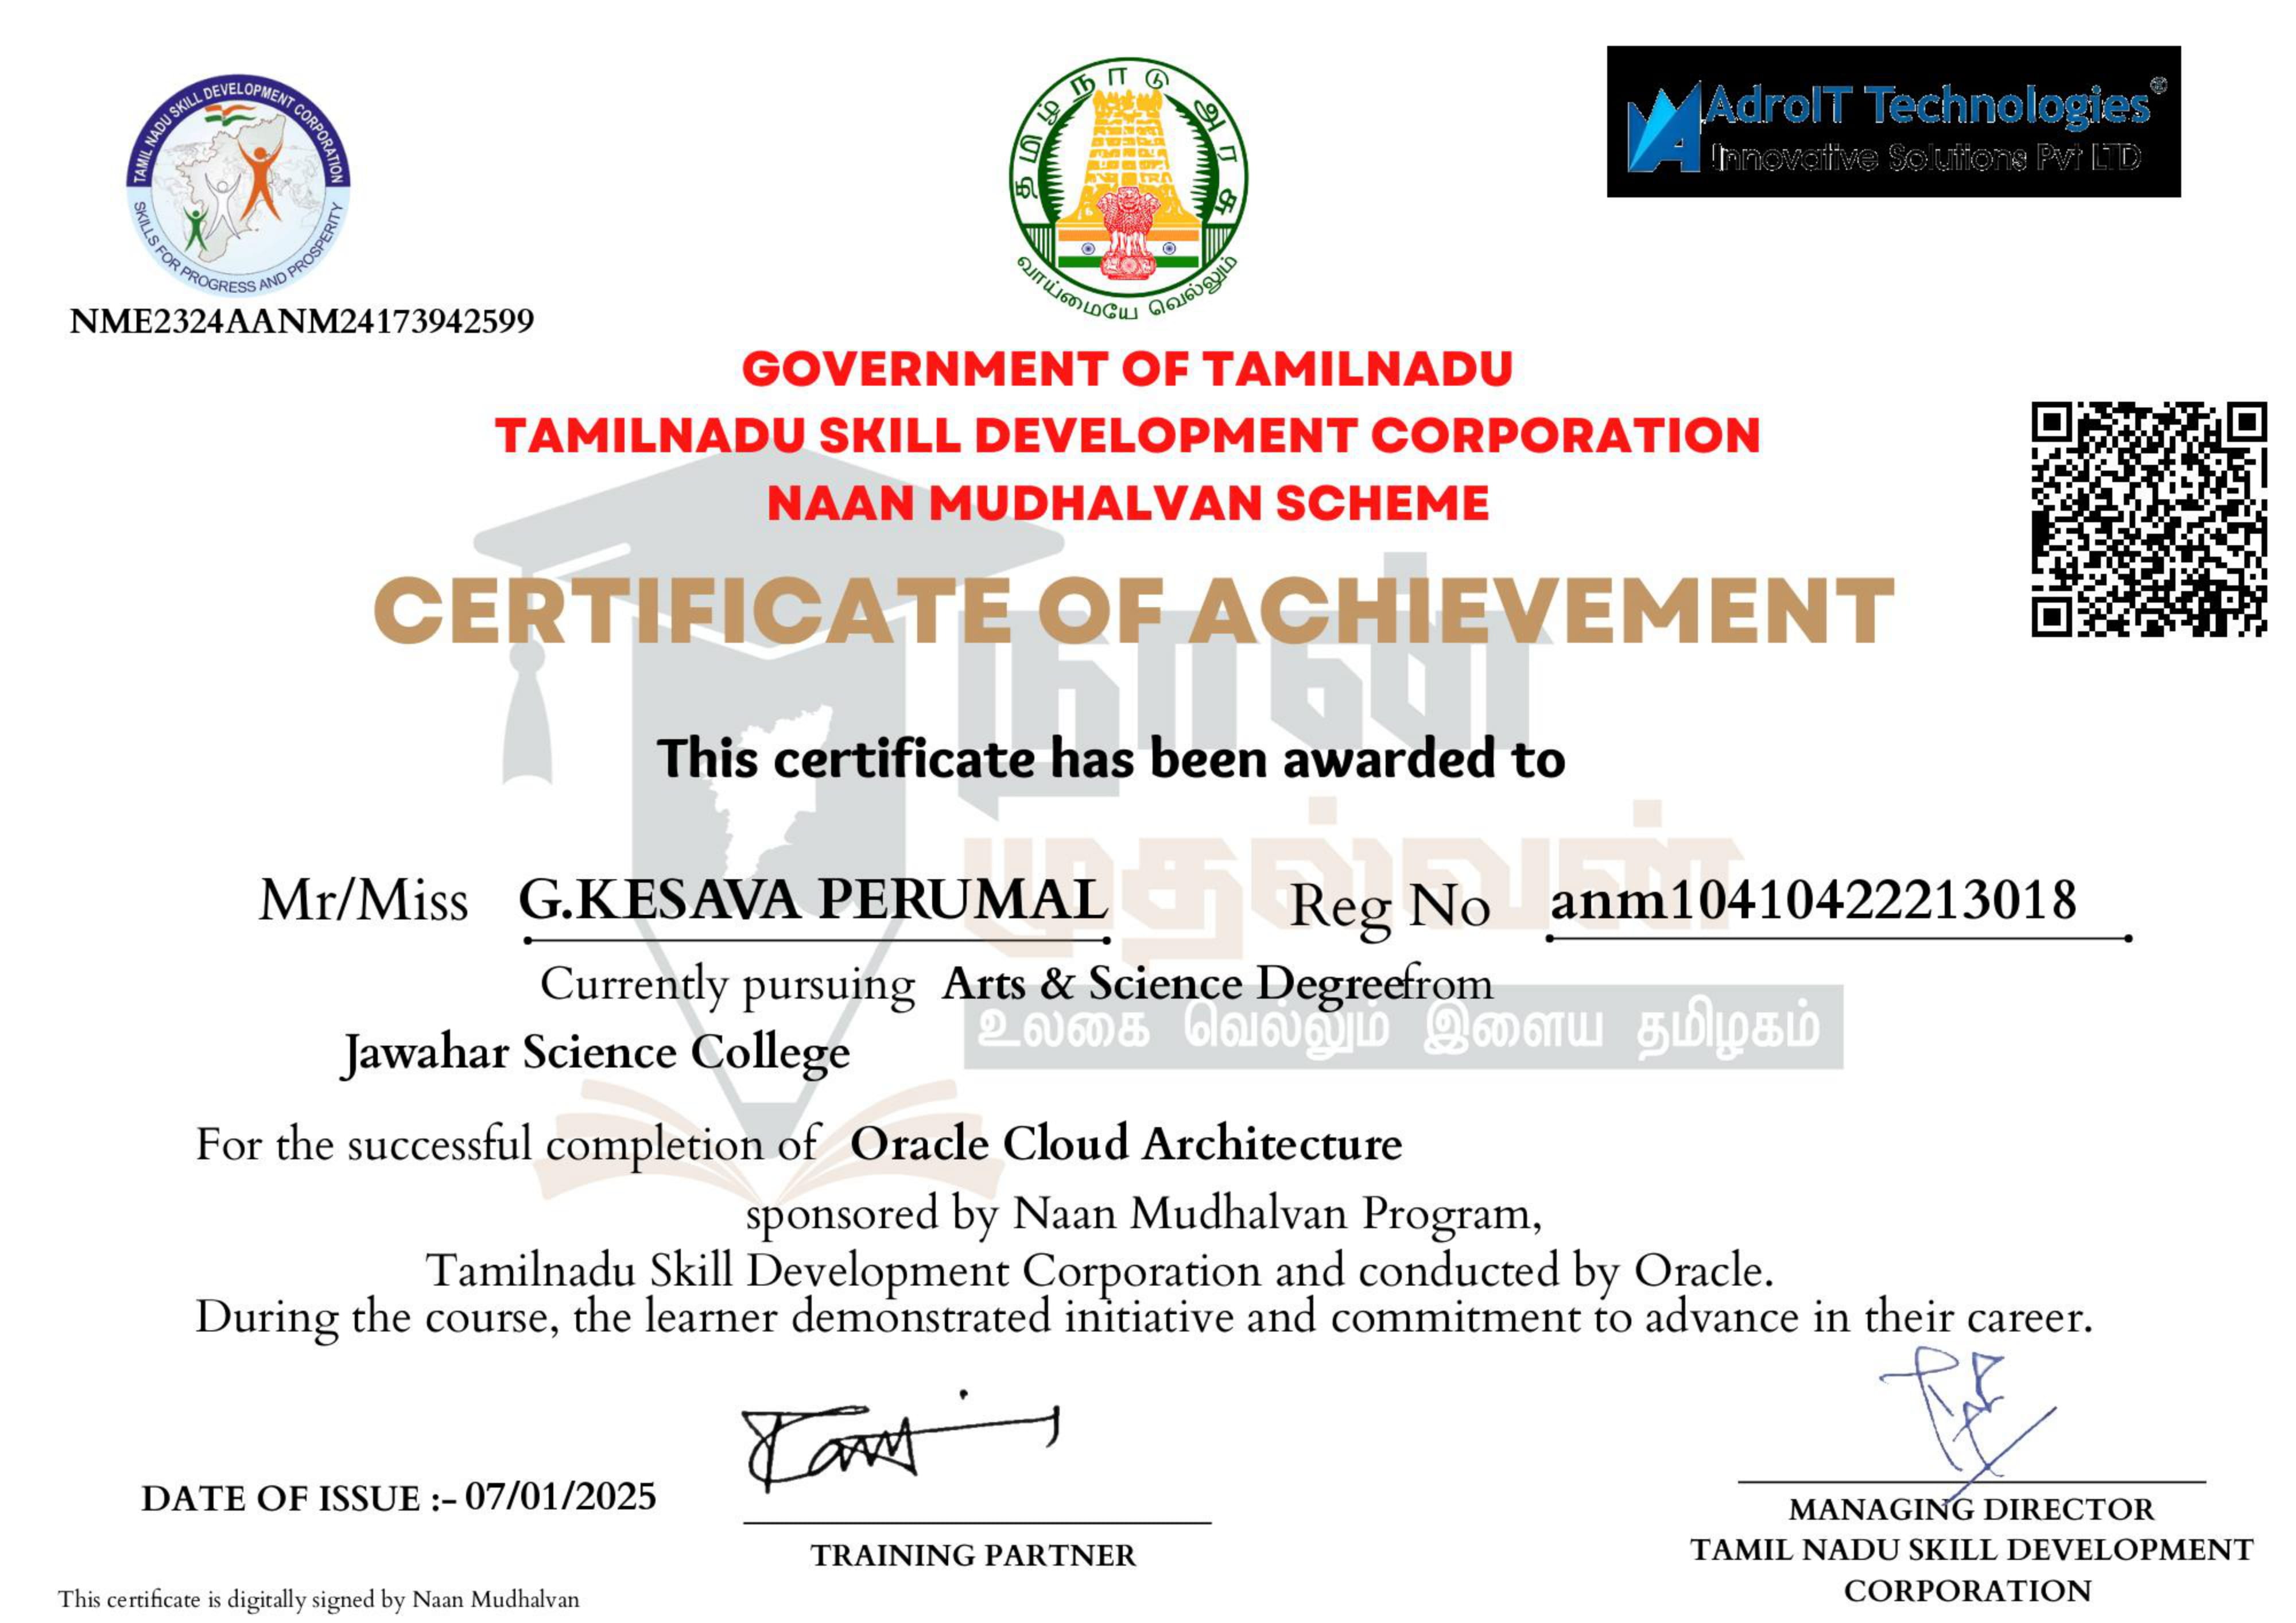 TAMIL NADU SKILL DEVELOPMENT CORPORATION
SKILLS FOR PROGRESS AND PROSPERITY
NME2324AANM24173942599
தமிழ்நாடு அரசு
வாய்மையே வெல்லும்
AdroIT Technologies®
Innovative Solutions Pvt LTD
GOVERNMENT OF TAMILNADU
TAMILNADU SKILL DEVELOPMENT CORPORATION
NAAN MUDHALVAN SCHEME
CERTIFICATE OF ACHIEVEMENT
நான்
This certificate has been awarded to
முதல்வன்
Mr/Miss G.KESAVA PERUMAL Reg No anm10410422213018
Currently pursuing Arts & Science Degreefrom
உலகை வெல்லும் இளைய தமிழகம்
Jawahar Science College
For the successful completion of Oracle Cloud Architecture
sponsored by Naan Mudhalvan Program,
Tamilnadu Skill Development Corporation and conducted by Oracle.
During the course, the learner demonstrated initiative and commitment to advance in their career.
DATE OF ISSUE :- 07/01/2025
TRAINING PARTNER
MANAGING DIRECTOR
TAMIL NADU SKILL DEVELOPMENT
CORPORATION
This certificate is digitally signed by Naan Mudhalvan